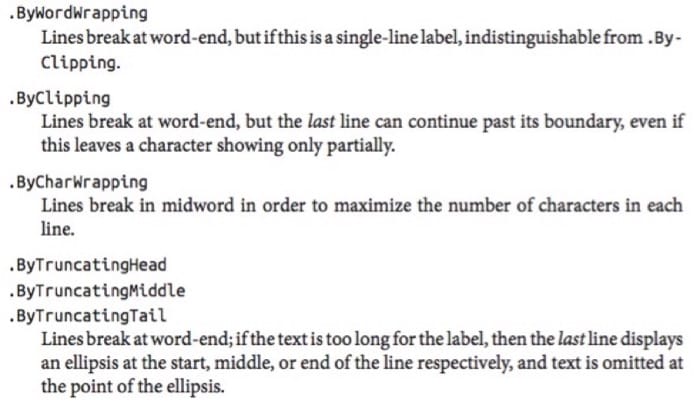 .ByWordWrapping
Lines break at word-end, but if this is a single-line label, indistinguishable from .By-
Clipping.
.ByClipping
Lines break at word-end, but the last line can continue past its boundary, even if
this leaves a character showing only partially.
.ByCharWrapping
Lines break in midword in order to maximize the number of characters in each
line.
.ByTruncatingHead
.ByTruncatingMiddle
.ByTruncatingTail
Lines break at word-end; if the text is too long for the label, then the last line displays
an ellipsis at the start, middle, or end of the line respectively, and text is omitted at
the point of the ellipsis.